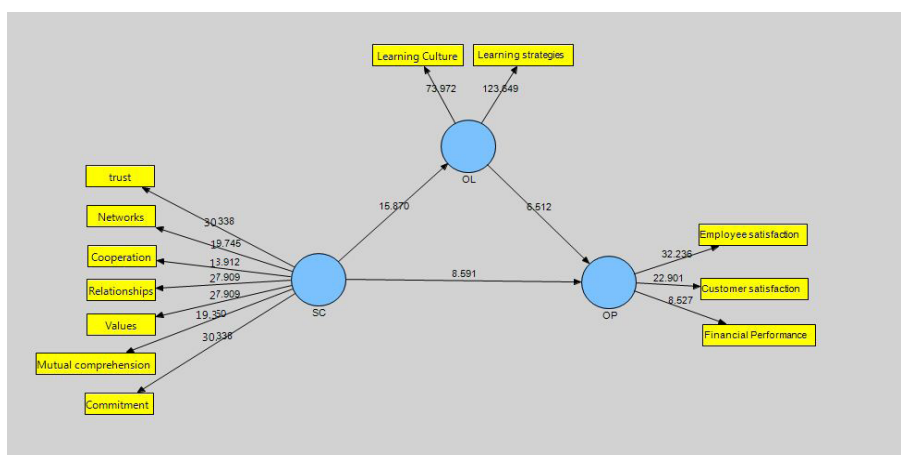 Learning Culture
Learning strategies
73.972
123.849
OL
trust
30.338
Networks
19.746
Cooperation
13.912
Relationships
27.909
Values
27.909
Mutual comprehension
19.350
Commitment
30.338
15.870
6.512
8.591
SC
OP
Employee satisfaction
32.236
Customer satisfaction
22.901
Financial Performance
8.527